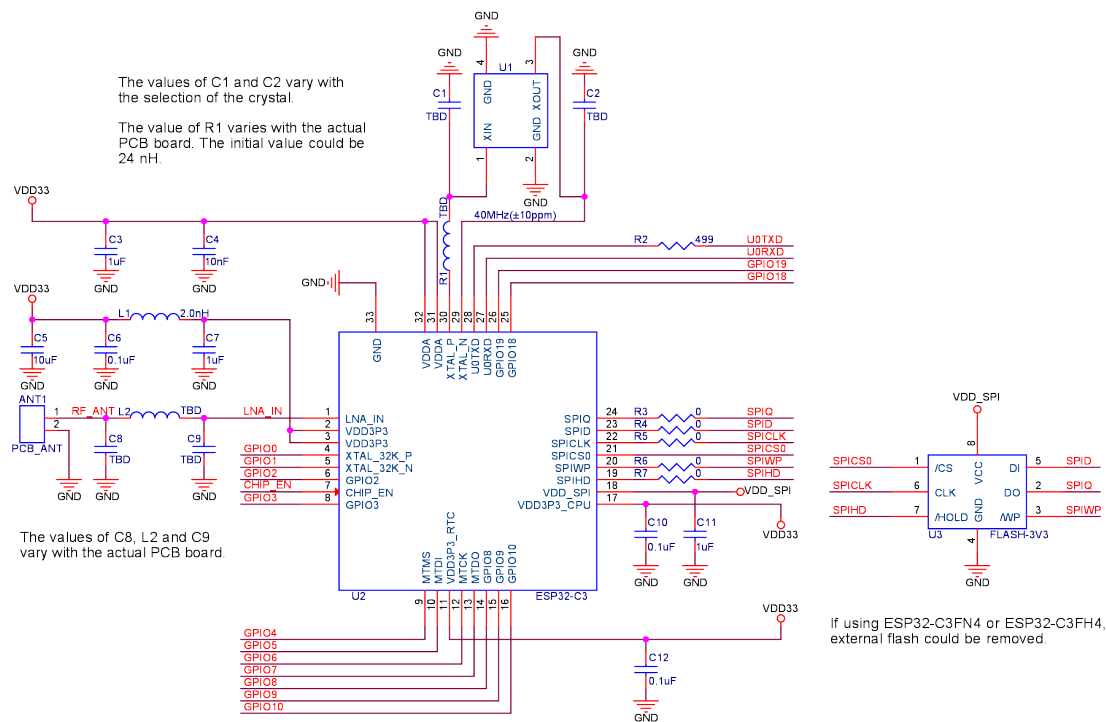 GND
GND
GND
4
3
U1
The values of C1 and C2 vary with
the selection of the crystal.
C1
TBD
GND
XOUT
XIN
GND
C2
TBD
The value of R1 varies with the actual
PCB board. The initial value could be
24 nH.
1
2
GND
VDD33
TBD
40MHz(±10ppm)
C3
1uF
C4
10nF
R1
R2
499
U0TXD
U0RXD
GPIO19
GPIO18
GND
GND
GND
VDD33
L1
2.0nH
33
32
31
30
29
28
27
26
25
GND
VDDA
VDDA
XTAL_P
XTAL_N
U0TXD
U0RXD
GPIO19
GPIO18
C5
10uF
C6
0.1uF
C7
1uF
GND
GND
GND
ANT1
1
2
PCB_ANT
RF_ANT
L2
TBD
LNA_IN
C8
TBD
C9
TBD
GND
GND
GND
1
LNA_IN
2
VDD3P3
3
VDD3P3
GPIO0
4
XTAL_32K_P
GPIO1
5
XTAL_32K_N
GPIO2
6
GPIO2
CHIP_EN
7
CHIP_EN
GPIO3
8
GPIO3
SPIQ
24
R3
0
SPIQ
SPID
23
R4
0
SPID
SPICLK
22
R5
0
SPICLK
SPICS0
21
SPICS0
SPIWP
20
R6
0
SPIWP
SPIHD
19
R7
0
SPIHD
VDD_SPI
18
VDD_SPI
VDD3P3_CPU
17
C10
0.1uF
C11
1uF
VDD33
GND
GND
VDD_SPI
8
SPICS0
1
/CS
VCC
DI
5
SPID
SPICLK
6
CLK
DO
2
SPIQ
SPIHD
7
/HOLD
GND
/WP
3
SPIWP
U3
4
FLASH-3V3
GND
The values of C8, L2 and C9
vary with the actual PCB board.
MTMS
MTDI
VDD3P3_RTC
MTCK
MTDO
GPIO8
GPIO9
GPIO10
U2
ESP32-C3
9
10
11
12
13
14
15
16
VDD33
If using ESP32-C3FN4 or ESP32-C3FH4,
external flash could be removed.
GPIO4
GPIO5
GPIO6
GPIO7
GPIO8
GPIO9
GPIO10
C12
0.1uF
GND